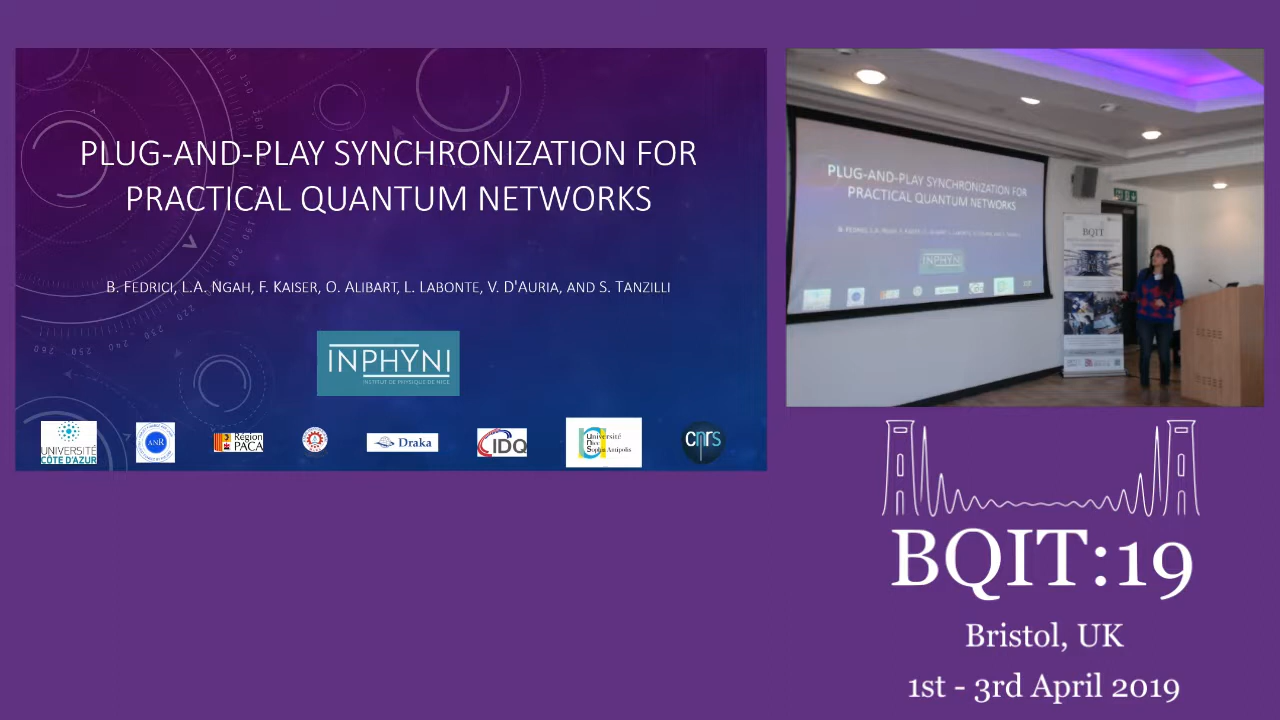 PLUG-AND-PLAY SYNCHRONIZATION FOR
PRACTICAL QUANTUM NETWORKS
B. FEDRICI, L.A. NGAH, F. KAISER, O. ALIBART, L. LABONTE, V. D'AURIA, AND S. TANZILLI
INPHYNI
INSTITUT DE PHYSIQUE DE NICE
UNIVERSITÉ
CÔTE D'AZUR
ANR
Région
PACA
Draka
IDQ
Université
Nice
Sophia Antipolis
cnrs
PLUG-AND-PLAY SYNCHRONIZATION FOR
PRACTICAL QUANTUM NETWORKS
INPHYNI
BQIT
BQIT:19
Bristol, UK
1st - 3rd April 2019